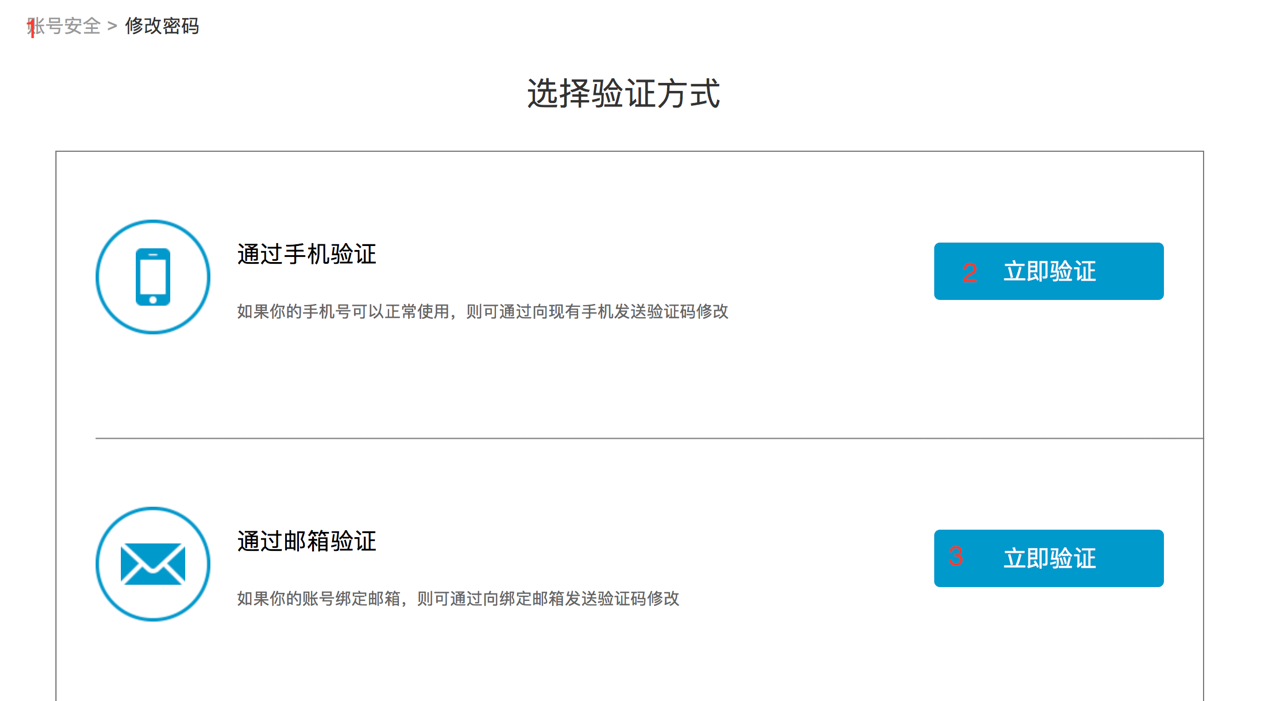 1账号安全 > 修改密码
选择验证方式
通过手机验证
2 立即验证
如果你的手机号可以正常使用，则可通过向现有手机发送验证码修改
通过邮箱验证
3 立即验证
如果你的账号绑定邮箱，则可通过向绑定邮箱发送验证码修改